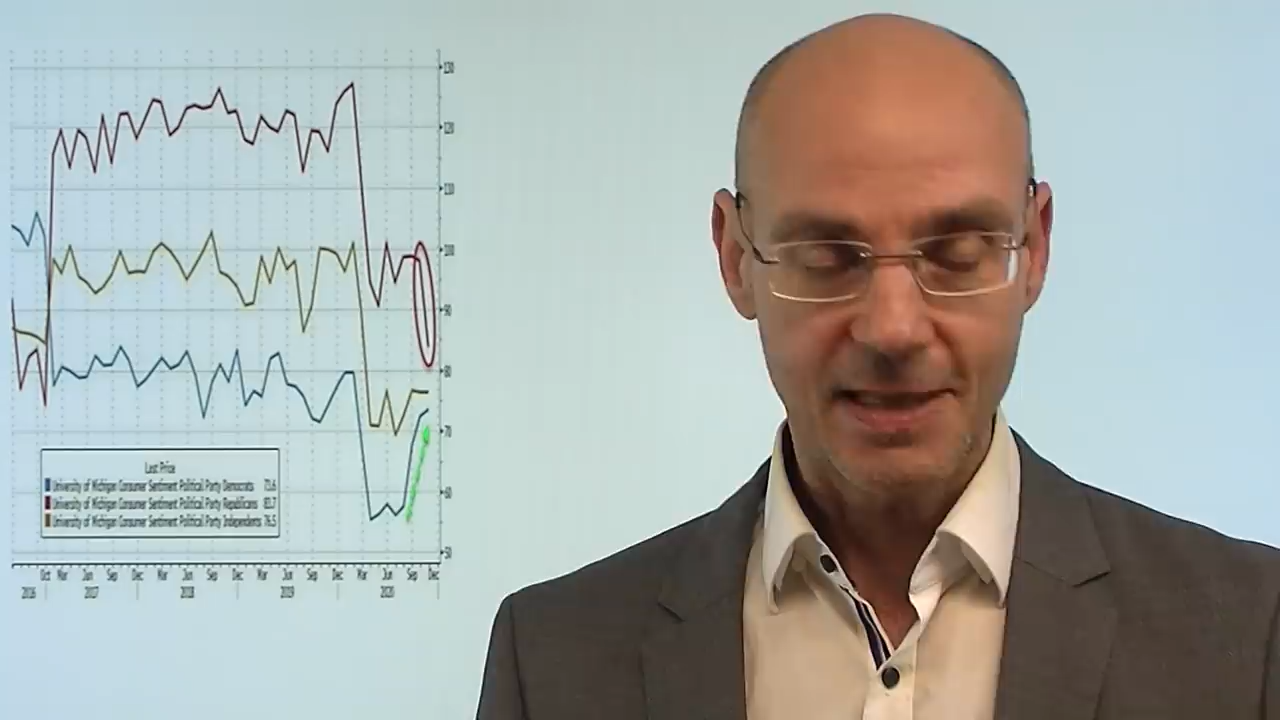 130
120
110
100
90
80
70
60
50
Last Price
University of Michigan Consumer Sentiment Political Party Democrats 73.6
University of Michigan Consumer Sentiment Political Party Republicans 83.7
University of Michigan Consumer Sentiment Political Party Independents 76.5
Oct Mar Jun Sep Dec Mar Jun Sep Dec Mar Jun Sep Dec Mar Jun Sep Dec
2016 2017 2018 2019 2020